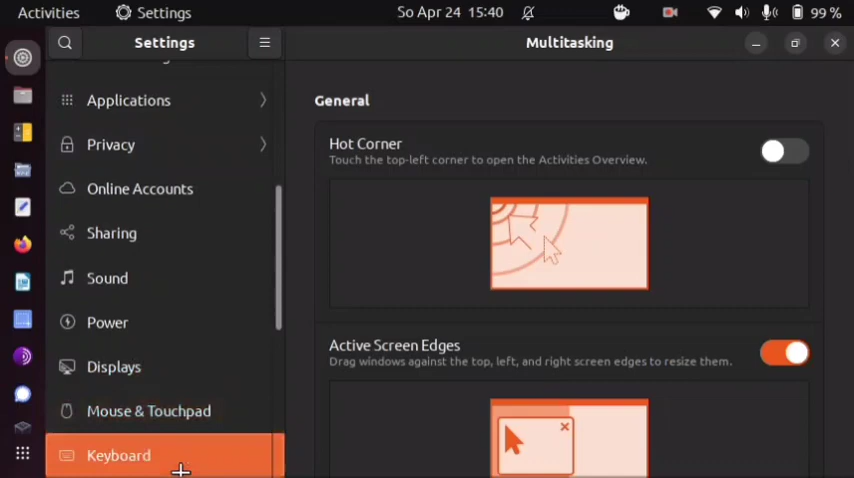 Activities
Settings
So Apr 24 15:40
99 %
Settings
Multitasking
Applications
Privacy
Online Accounts
Sharing
Sound
Power
Displays
Mouse & Touchpad
Keyboard
General
Hot Corner
Touch the top-left corner to open the Activities Overview.
Active Screen Edges
Drag windows against the top, left, and right screen edges to resize them.